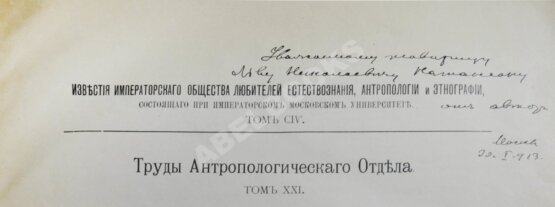 Уважаемому товарищу
Льву Николаевичу
ИЗВѢСТІЯ ИМПЕРАТОРСКАГО ОБЩЕСТВА ЛЮБИТЕЛЕЙ ЕСТЕСТВОЗНАНІЯ, АНТРОПОЛОГІИ и ЭТНОГРАФІИ,
СОСТОЯЩАГО ПРИ ИМПЕРАТОРСКОМЪ МОСКОВСКОМЪ УНИВЕРСИТЕТѢ.
отъ автора
ТОМЪ CIV.
Москва
Труды Антропологическаго Отдѣла.
ТОМЪ XXI.